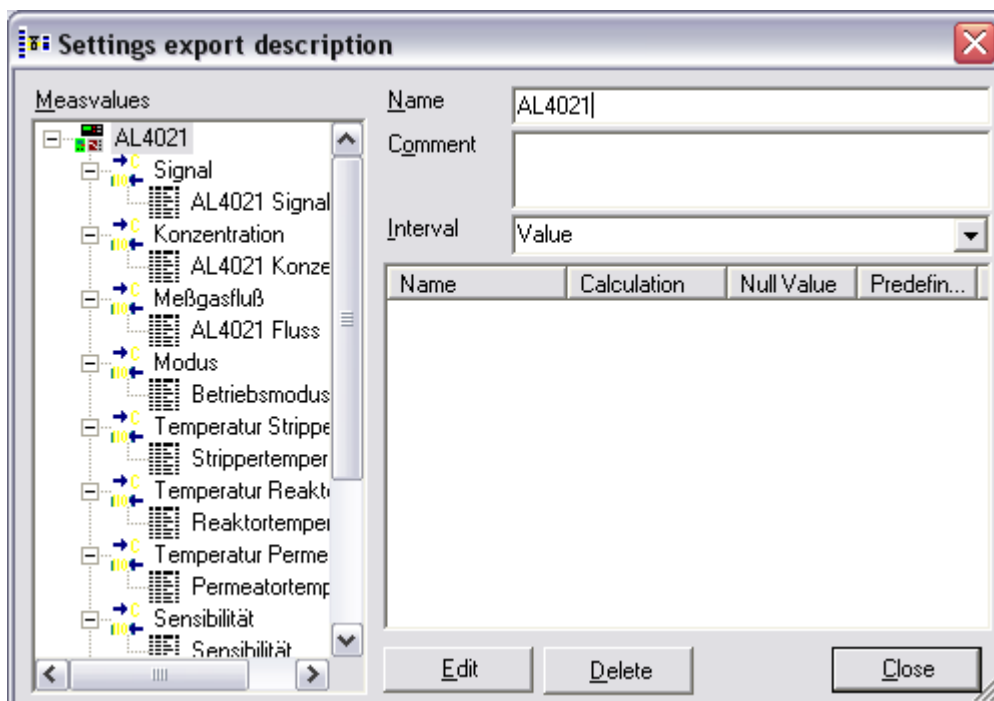 Settings export description
Measvalues
AL4021
Signal
AL4021 Signal
Konzentration
AL4021 Konze
Meßgasfluß
AL4021 Fluss
Modus
Betriebsmodus
Temperatur Strippe
Strippertemper
Temperatur Reakto
Reaktortemper
Temperatur Perme
Permeatortemp
Sensibilität
Sensibilität
Name AL4021
Comment
Interval Value
Name Calculation Null Value Predefin...
Edit Delete Close